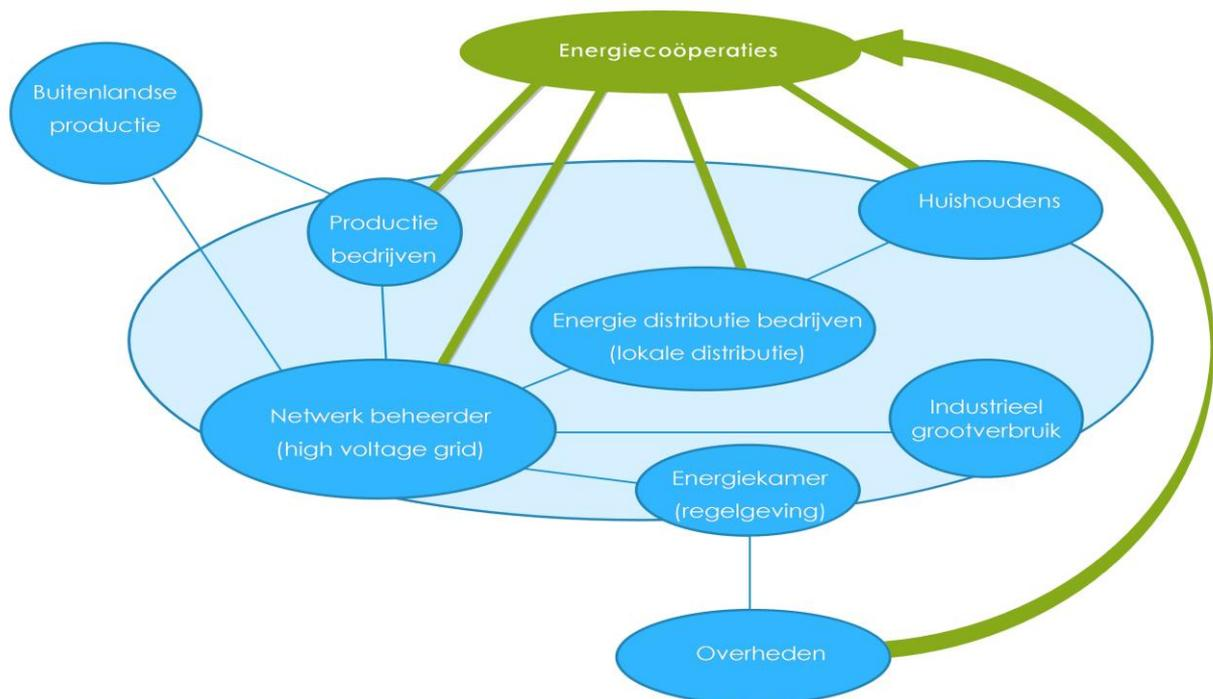 Energiecoöperaties
Buitenlandse
productie
Huishoudens
Productie
bedrijven
Energie distributie bedrijven
(lokale distributie)
Industrieel
grootverbruik
Netwerk beheerder
(high voltage grid)
Energiekamer
(regelgeving)
Overheden